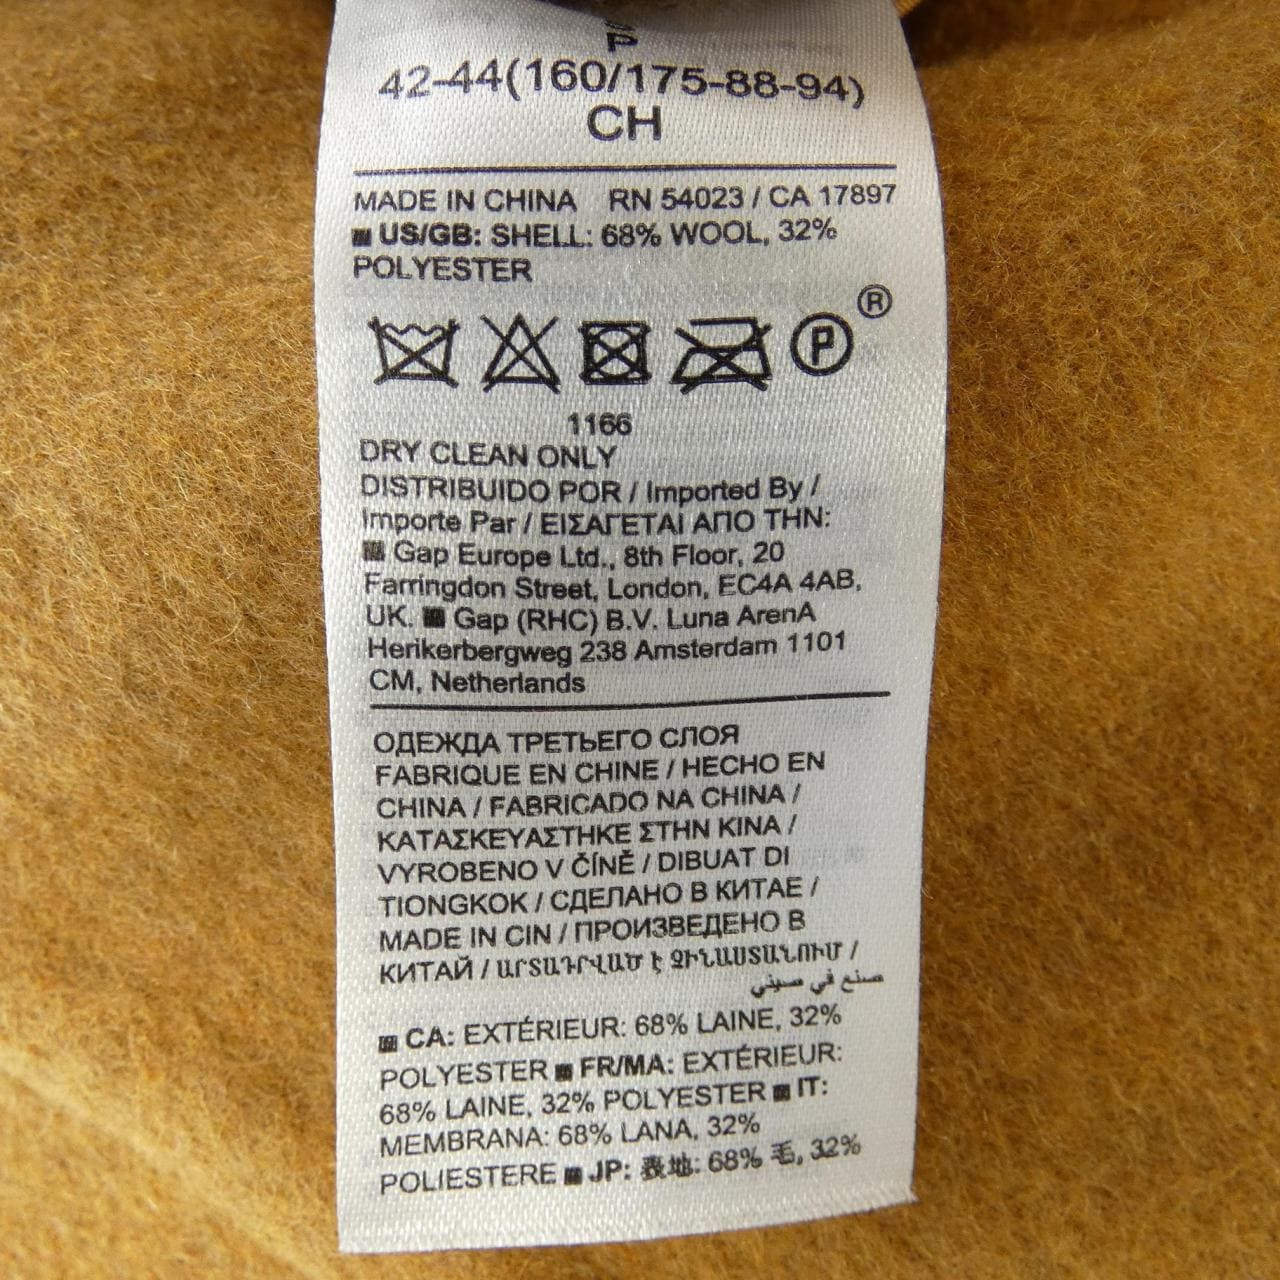 P
42-44(160/175-88-94)
CH
MADE IN CHINA RN 54023 / CA 17897
US/GB: SHELL: 68% WOOL, 32%
POLYESTER
®
P
1166
DRY CLEAN ONLY
DISTRIBUIDO POR / Imported By /
Importe Par / ΕΙΣΑΓΕΤΑΙ ΑΠΟ ΤΗΝ:
Gap Europe Ltd., 8th Floor, 20
Farringdon Street, London, EC4A 4AB,
UK. Gap (RHC) B.V. Luna ArenA
Herikerbergweg 238 Amsterdam 1101
CM, Netherlands
ОДЕЖДА ТРЕТЬЕГО СЛОЯ
FABRIQUE EN CHINE / HECHO EN
CHINA / FABRICADO NA CHINA /
ΚΑΤΑΣΚΕΥΑΣΤΗΚΕ ΣΤΗΝ ΚΙΝΑ /
VYROBENO V ČÍNĚ / DIBUAT DI
TIONGKOK / СДЕЛАНО В КИТАЕ /
MADE IN CIN / ПРОИЗВЕДЕНО В
КИТАЙ / ԱՐՏԱԴՐՎԱԾ է ՉԻՆԱՍՏԱՆՈՒՄ /
صنع في صيني
CA: EXTÉRIEUR: 68% LAINE, 32%
POLYESTER FR/MA: EXTÉRIEUR:
68% LAINE, 32% POLYESTER IT:
MEMBRANA: 68% LANA, 32%
POLIESTERE JP: 表地: 68% 毛, 32%